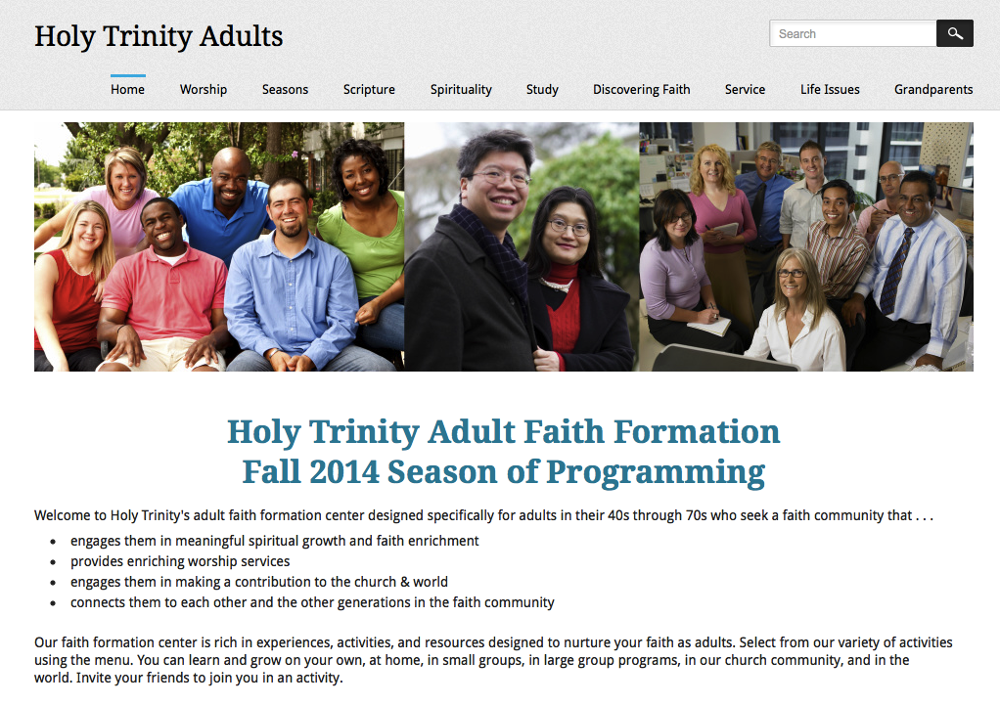 Holy Trinity Adults
Search
Home Worship Seasons Scripture Spirituality Study Discovering Faith Service Life Issues Grandparents
Holy Trinity Adult Faith Formation
Fall 2014 Season of Programming
Welcome to Holy Trinity's adult faith formation center designed specifically for adults in their 40s through 70s who seek a faith community that . . .
• engages them in meaningful spiritual growth and faith enrichment
• provides enriching worship services
• engages them in making a contribution to the church & world
• connects them to each other and the other generations in the faith community
Our faith formation center is rich in experiences, activities, and resources designed to nurture your faith as adults. Select from our variety of activities
using the menu. You can learn and grow on your own, at home, in small groups, in large group programs, in our church community, and in the
world. Invite your friends to join you in an activity.